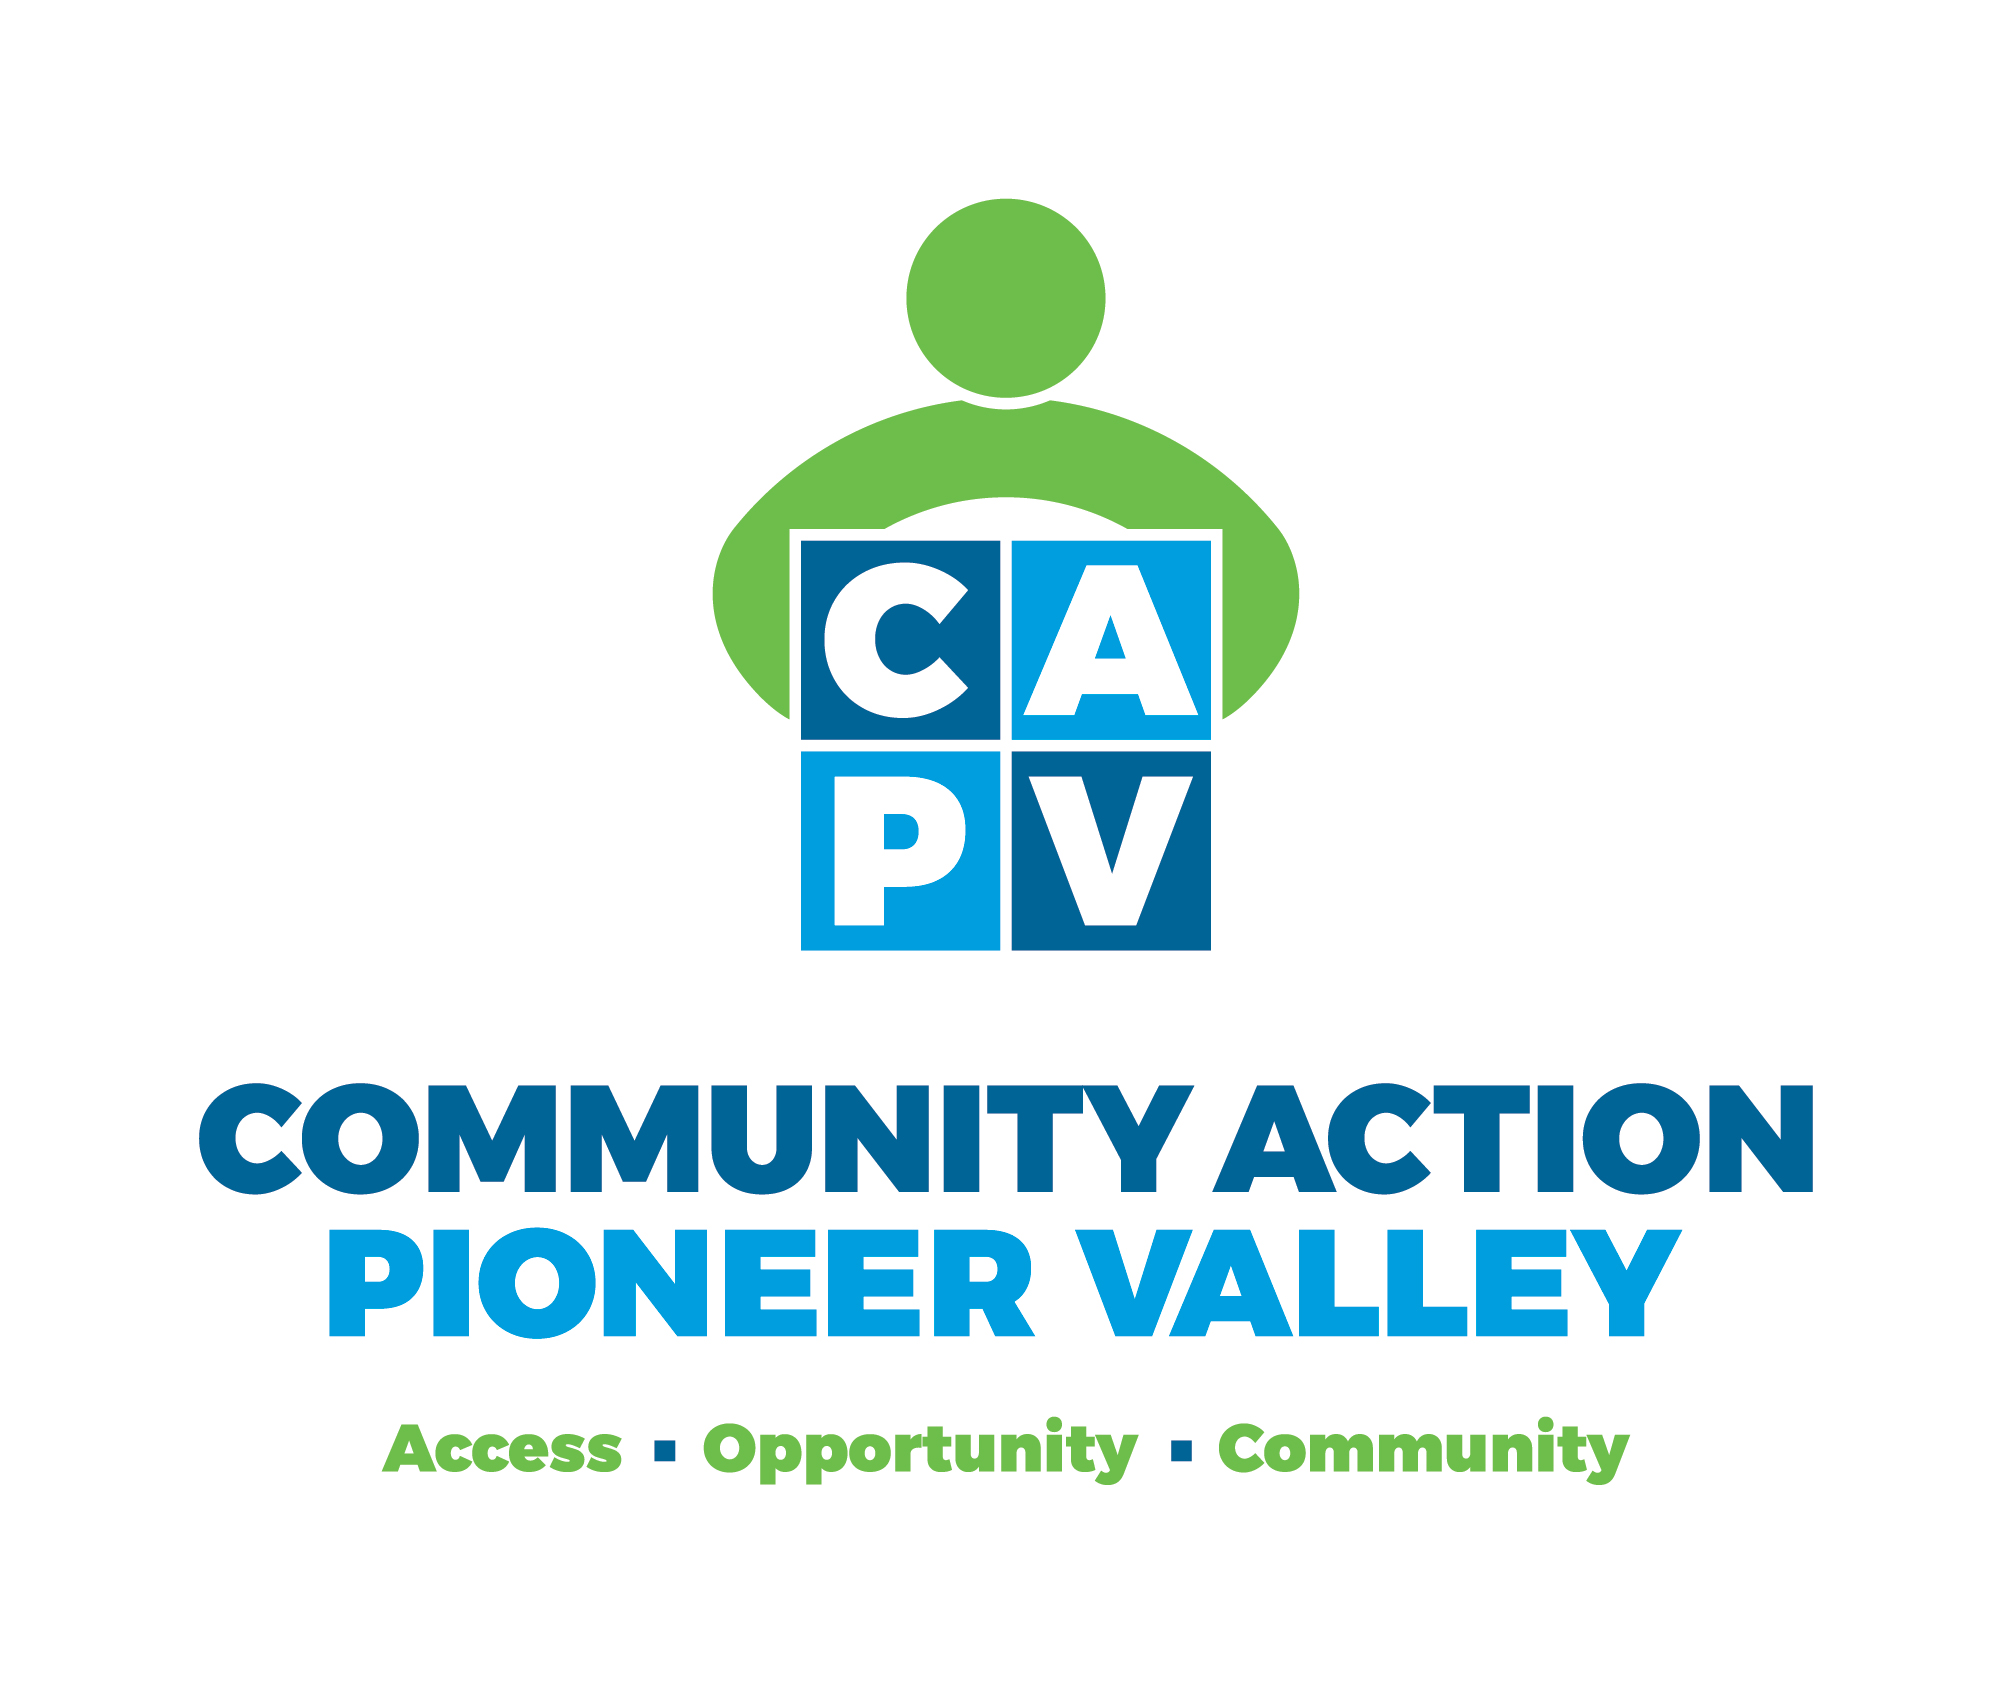 C A
P V
COMMUNITY ACTION
PIONEER VALLEY
Access ▪ Opportunity ▪ Community